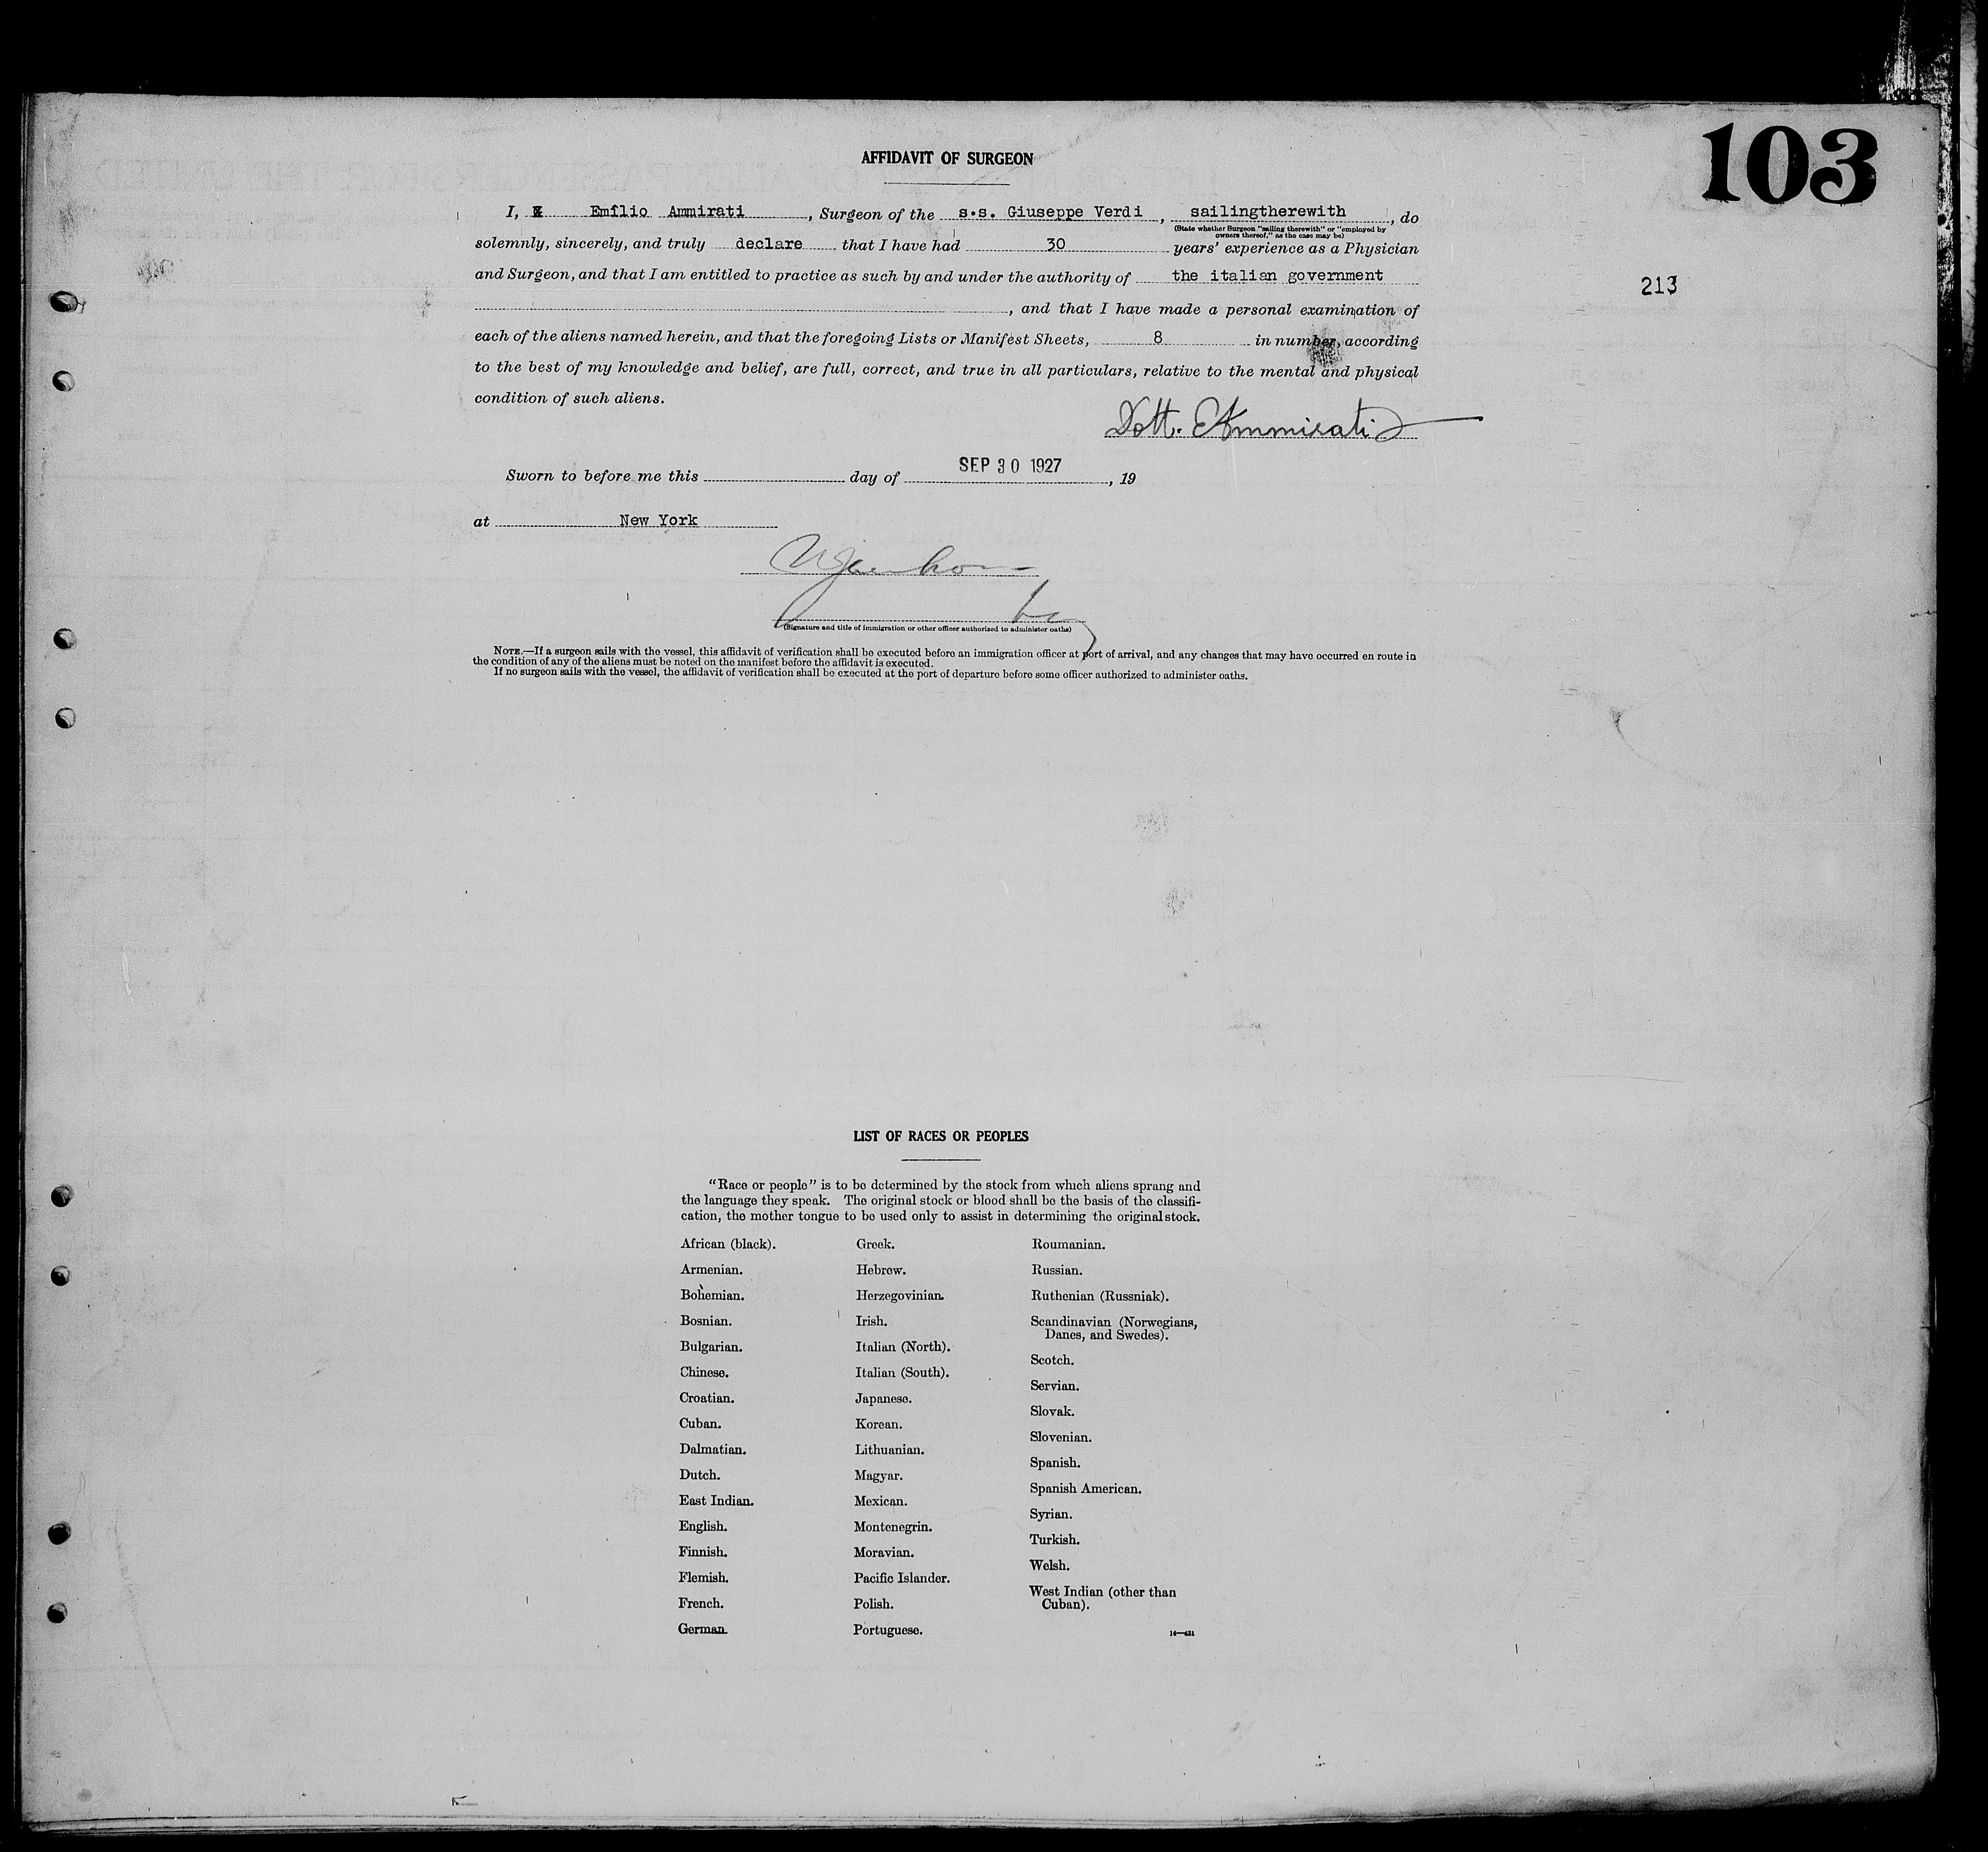 103
AFFIDAVIT OF SURGEON
I, Emflio Ammirati, Surgeon of the s.s. Giuseppe Verdi, sailingtherewith, do
(State whether Surgeon "sailing therewith" or "employed by
owners thereof," as the case may be)
solemnly, sincerely, and truly declare that I have had 30 years' experience as a Physician
and Surgeon, and that I am entitled to practice as such by and under the authority of the italian government
213
, and that I have made a personal examination of
each of the aliens named herein, and that the foregoing Lists or Manifest Sheets, 8 in number, according
to the best of my knowledge and belief, are full, correct, and true in all particulars, relative to the mental and physical
condition of such aliens.
Dott. EAmmirati
Sworn to before me this day of SEP 30 1927, 19
at New York
(Signature and title of immigration or other officer authorized to administer oaths)
NOTE.—If a surgeon sails with the vessel, this affidavit of verification shall be executed before an immigration officer at port of arrival, and any changes that may have occurred en route in
the condition of any of the aliens must be noted on the manifest before the affidavit is executed.
If no surgeon sails with the vessel, the affidavit of verification shall be executed at the port of departure before some officer authorized to administer oaths.
LIST OF RACES OR PEOPLES
"Race or people" is to be determined by the stock from which aliens sprang and
the language they speak. The original stock or blood shall be the basis of the classifi-
cation, the mother tongue to be used only to assist in determining the original stock.
African (black).
Armenian.
Bohemian.
Bosnian.
Bulgarian.
Chinese.
Croatian.
Cuban.
Dalmatian.
Dutch.
East Indian.
English.
Finnish.
Flemish.
French.
German.
Greek.
Hebrew.
Herzegovinian.
Irish.
Italian (North).
Italian (South).
Japanese.
Korean.
Lithuanian.
Magyar.
Mexican.
Montenegrin.
Moravian.
Pacific Islander.
Polish.
Portuguese.
Roumanian.
Russian.
Ruthenian (Russniak).
Scandinavian (Norwegians,
Danes, and Swedes).
Scotch.
Servian.
Slovak.
Slovenian.
Spanish.
Spanish American.
Syrian.
Turkish.
Welsh.
West Indian (other than
Cuban).
14—431